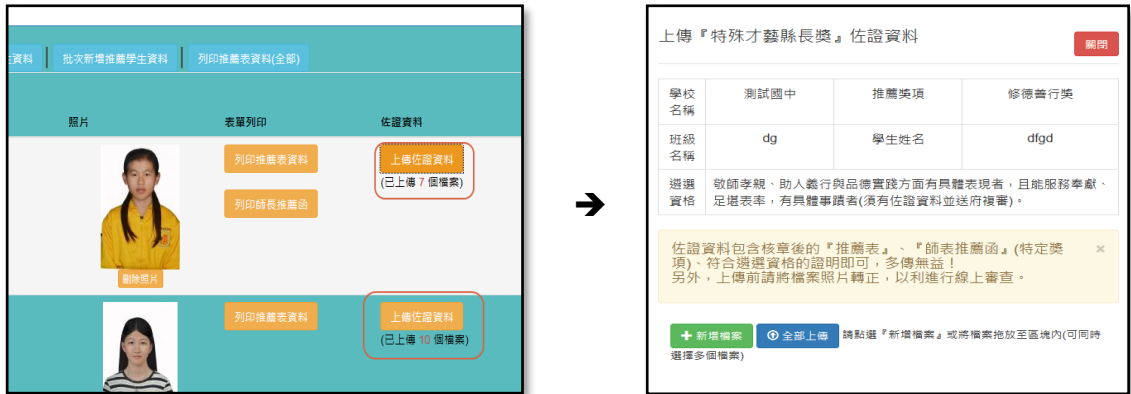 資料 批次新增推薦學生資料 列印推薦表資料(全部)
照片 表單列印 佐證資料
列印推薦表資料 上傳佐證資料
(已上傳 7 個檔案)
列印師長推薦函
刪除照片
列印推薦表資料 上傳佐證資料
(已上傳 10 個檔案)
➔
上傳『特殊才藝縣長獎』佐證資料 關閉
學校名稱 測試國中 推薦獎項 修德善行獎
班級名稱 dg 學生姓名 dfgd
遴選 敬師孝親、助人義行與品德實踐方面有具體表現者，且能服務奉獻、
資格 足堪表率，有具體事蹟者(須有佐證資料並送府複審)。
佐證資料包含核章後的『推薦表』、『師表推薦函』(特定獎 ×
項)、符合遴選資格的證明即可，多傳無益！
另外，上傳前請將檔案照片轉正，以利進行線上審查。
新增檔案 全部上傳 請點選『新增檔案』或將檔案拖放至區塊內(可同時
選擇多個檔案)